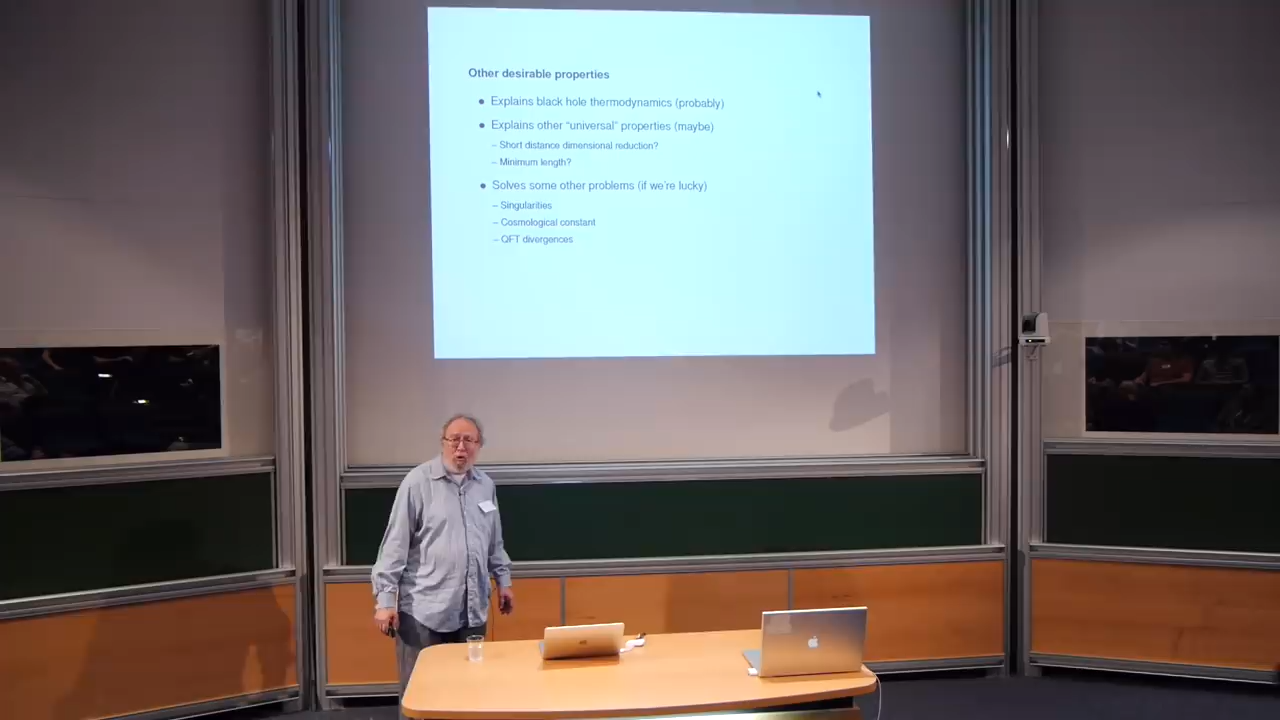 Other desirable properties
● Explains black hole thermodynamics (probably)
● Explains other “universal” properties (maybe)
– Short distance dimensional reduction?
– Minimum length?
● Solves some other problems (if we’re lucky)
– Singularities
– Cosmological constant
– QFT divergences